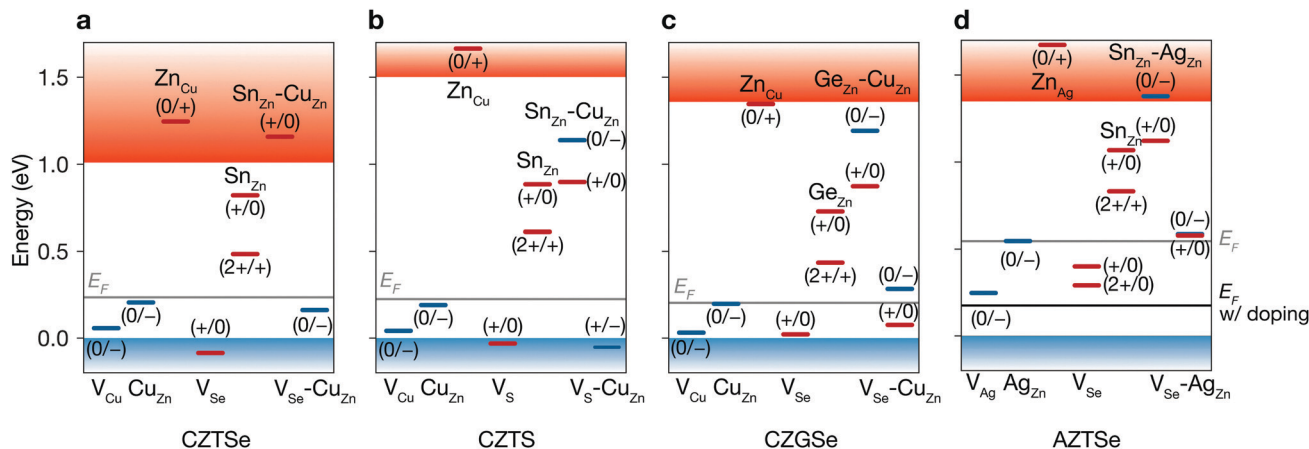 a
b
c
d
Energy (eV)
1.5
1.0
0.5
0.0
Zn_Cu
(0/+)
Sn_Zn-Cu_Zn
(+/0)
Sn_Zn
(+/0)
(2+/+)
E_F
(0/−)
(0/−)
(+/0)
(0/−)
V_Cu Cu_Zn V_Se V_Se-Cu_Zn
CZTSe
(0/+)
Zn_Cu
Sn_Zn-Cu_Zn
(0/−)
Sn_Zn
(+/0)
(+/0)
(2+/+)
E_F
(0/−)
(0/−)
(+/0)
(+/−)
V_Cu Cu_Zn V_S V_S-Cu_Zn
CZTS
Zn_Cu
(0/+)
Ge_Zn-Cu_Zn
(0/−)
(+/0)
Ge_Zn
(+/0)
(2+/+)
E_F
(0/−)
(0/−)
(0/−)
(+/0)
(+/0)
V_Cu Cu_Zn V_Se V_Se-Cu_Zn
CZGSe
(0/+)
Zn_Ag
Sn_Zn-Ag_Zn
(0/−)
Sn_Zn
(+/0)
(+/0)
(2+/+)
(0/−)
(+/0)
E_F
(0/−)
(+/0)
(2+/0)
(0/−)
E_F
w/ doping
V_Ag Ag_Zn V_Se V_Se-Ag_Zn
AZTSe